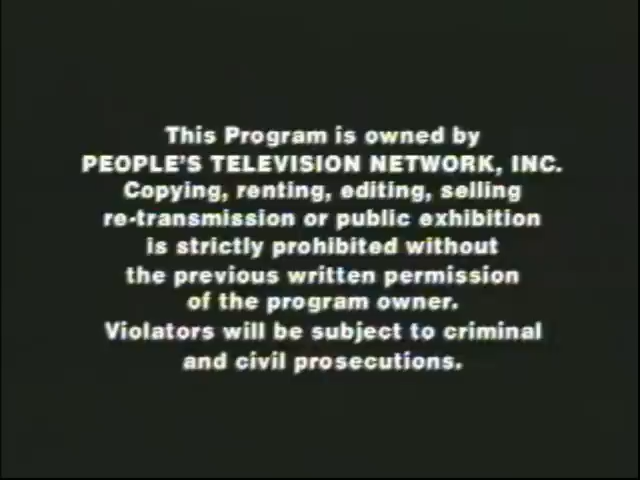 This Program is owned by
PEOPLE'S TELEVISION NETWORK, INC.
Copying, renting, editing, selling
re-transmission or public exhibition
is strictly prohibited without
the previous written permission
of the program owner.
Violators will be subject to criminal
and civil prosecutions.